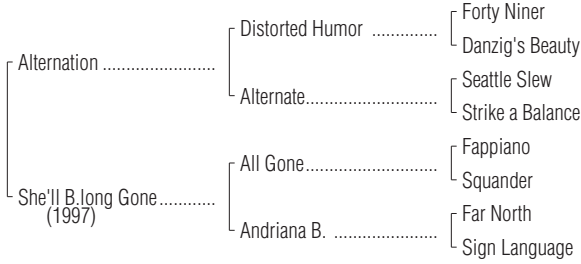 Forty Niner
Distorted Humor ..............
Danzig's Beauty
Alternation ........................
Seattle Slew
Alternate............................
Strike a Balance
Fappiano
All Gone............................
Squander
She'll B.long Gone............
(1997)
Far North
Andriana B. ......................
Sign Language